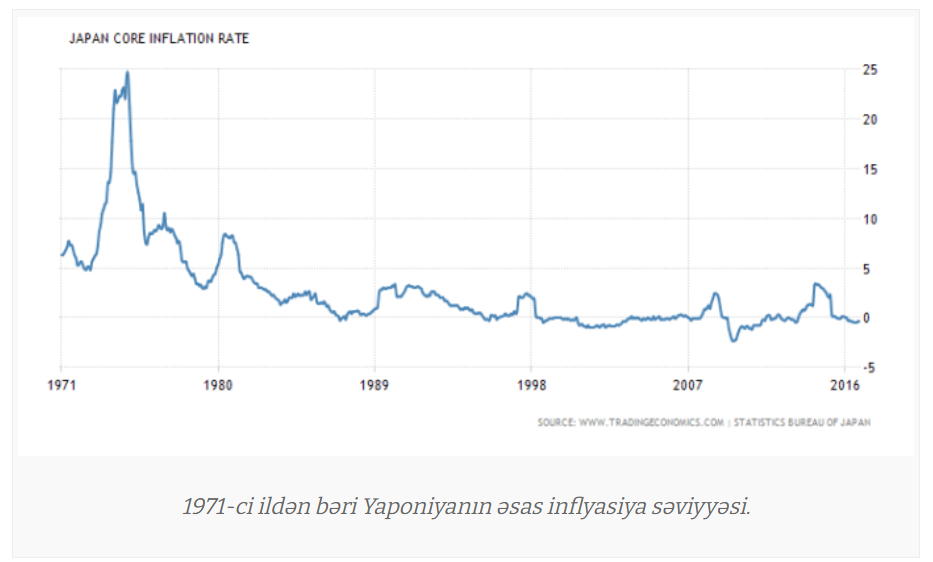 JAPAN CORE INFLATION RATE
25
20
15
10
5
0
-5
1971 1980 1989 1998 2007 2016
SOURCE: WWW.TRADINGECONOMICS.COM | STATISTICS BUREAU OF JAPAN
1971-ci ildən bəri Yaponiyanın əsas inflyasiya səviyyəsi.